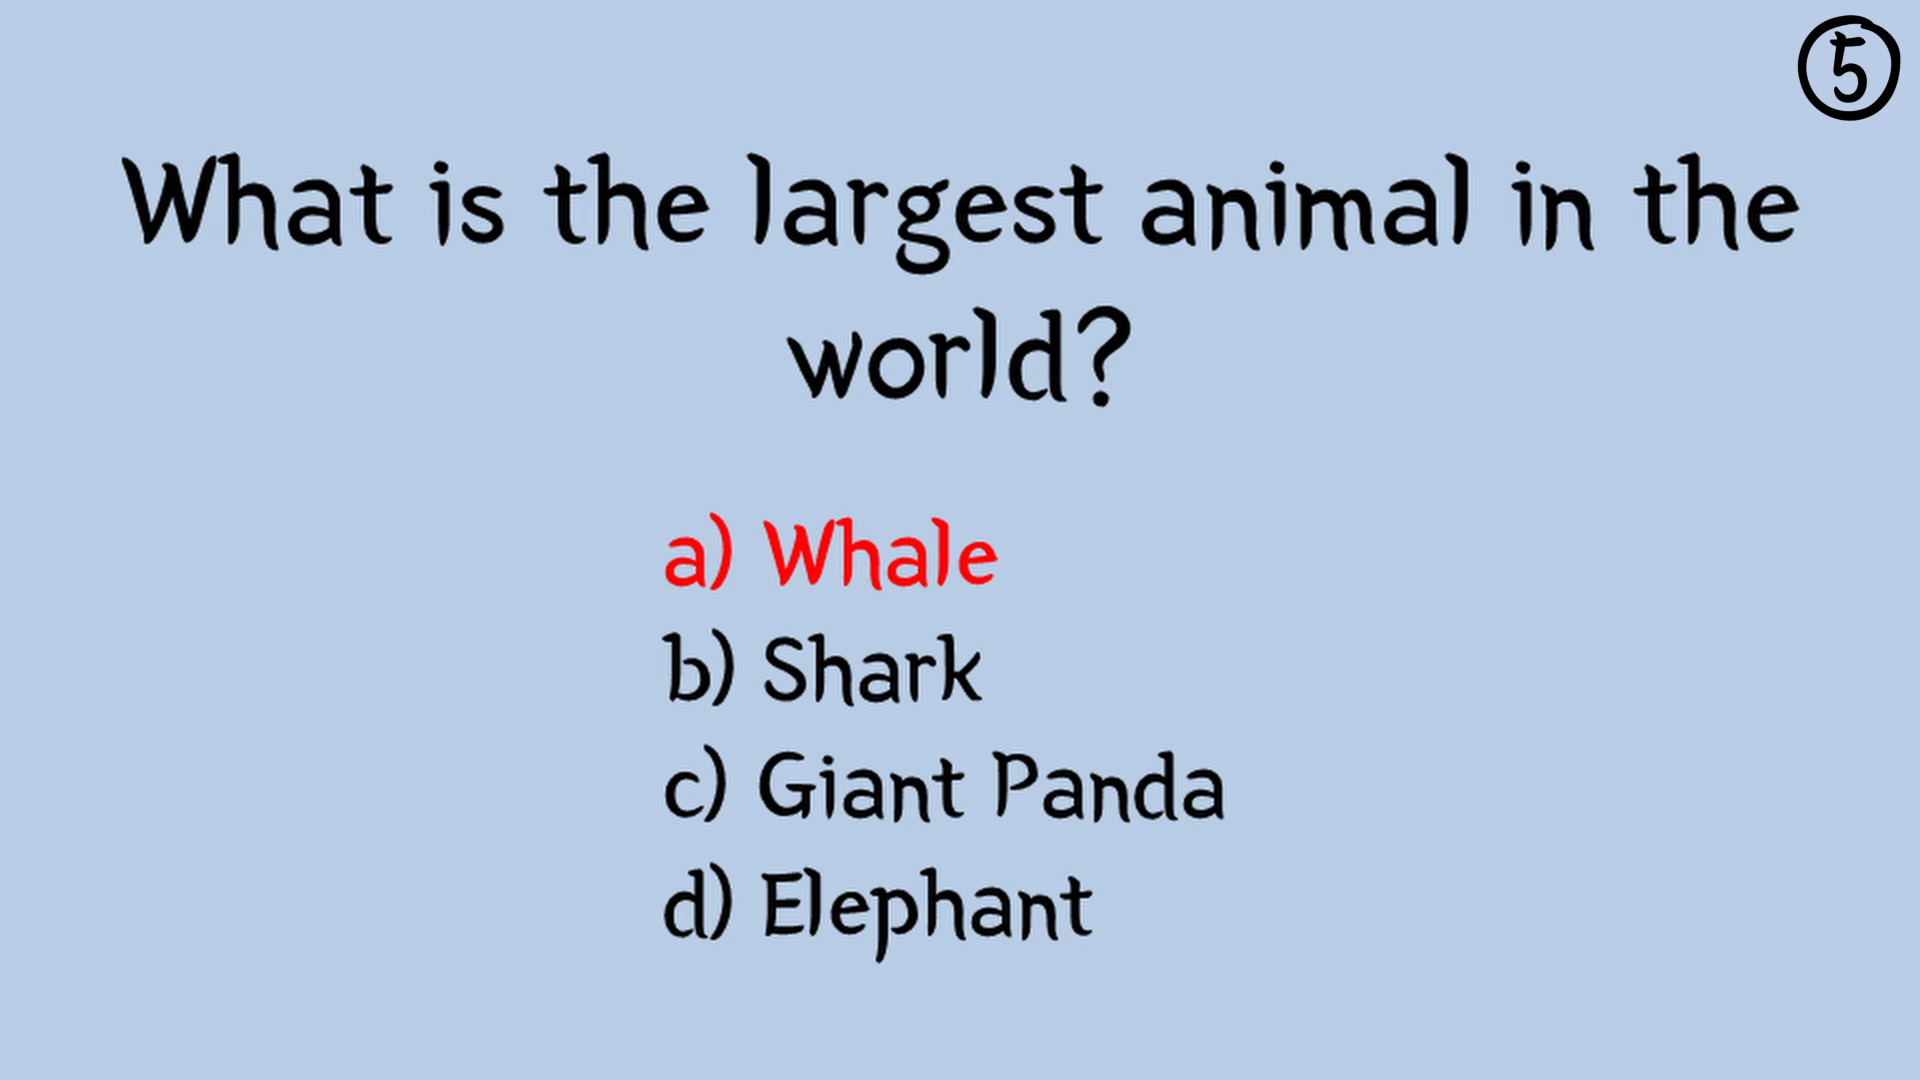 5
What is the largest animal in the
world?
a) Whale
b) Shark
c) Giant Panda
d) Elephant